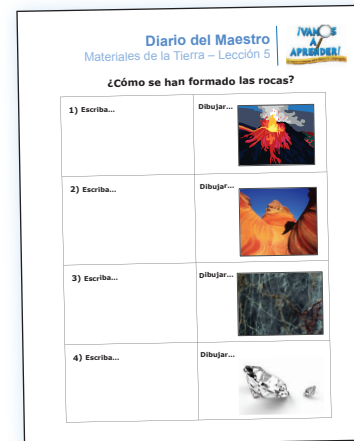 Diario del Maestro
Materiales de la Tierra – Lección 5
¡VAMOS
A
APRENDER!
¿Cómo se han formado las rocas?
1) Escriba...
Dibujar...
2) Escriba...
Dibujar...
3) Escriba...
Dibujar...
4) Escriba...
Dibujar...